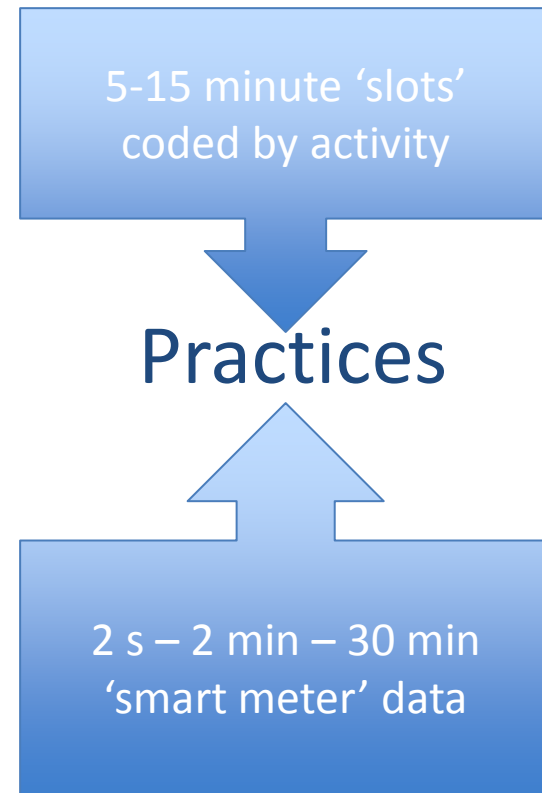 5-15 minute ‘slots’
coded by activity
Practices
2 s – 2 min – 30 min
‘smart meter’ data